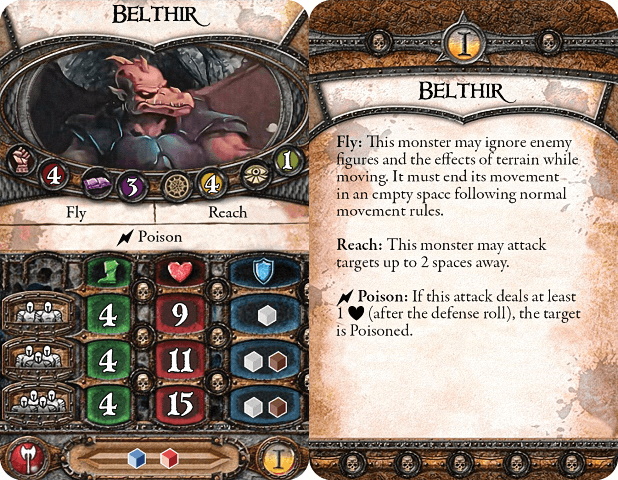 BELTHIR
4
3
4
1
Fly
Reach
Poison
4
9
4
11
4
15
I
I
BELTHIR
Fly: This monster may ignore enemy
figures and the effects of terrain while
moving. It must end its movement
in an empty space following normal
movement rules.
Reach: This monster may attack
targets up to 2 spaces away.
Poison: If this attack deals at least
1 ♥ (after the defense roll), the target
is Poisoned.